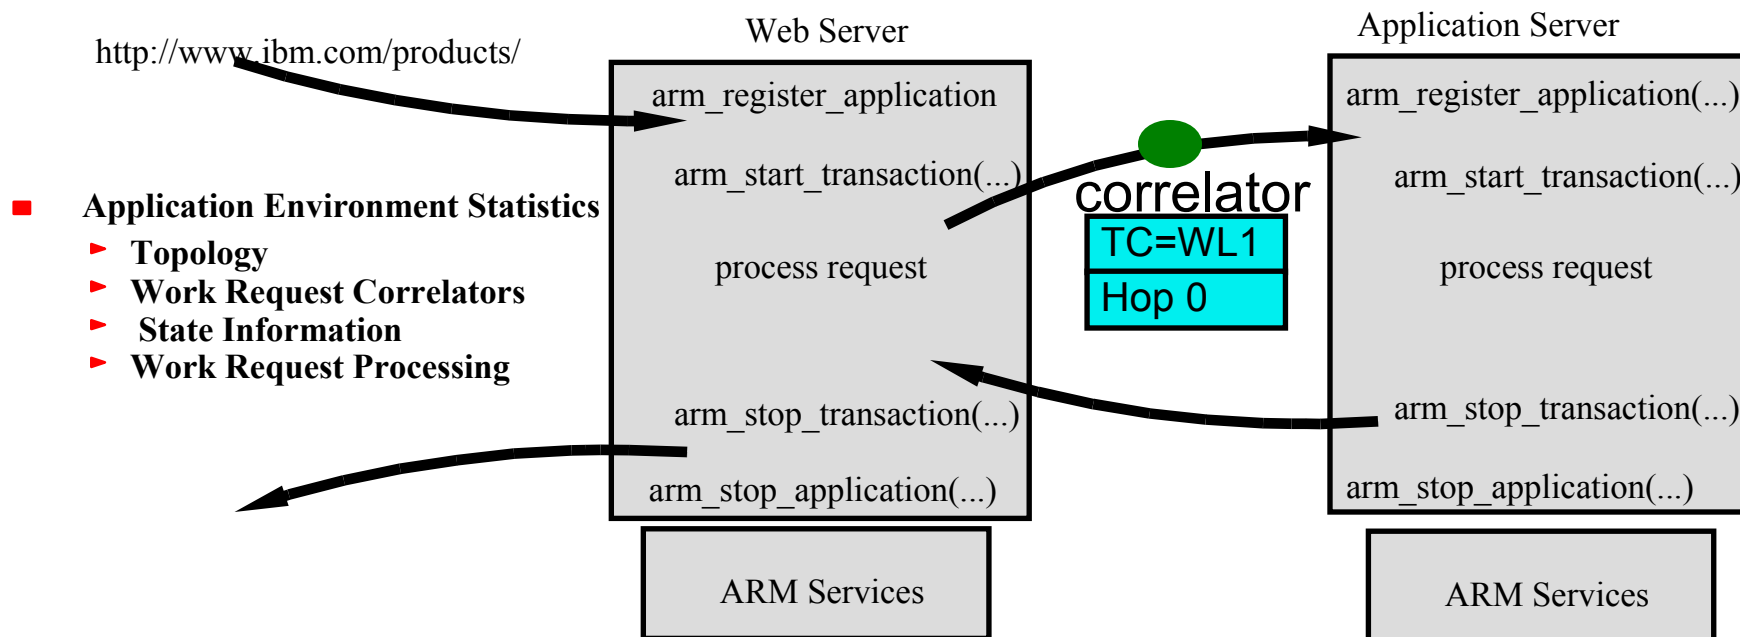 http://www.ibm.com/products/
Application Environment Statistics
Topology
Work Request Correlators
State Information
Work Request Processing
Web Server
arm_register_application
arm_start_transaction(...)
process request
arm_stop_transaction(...)
arm_stop_application(...)
ARM Services
correlator
TC=WL1
Hop 0
Application Server
arm_register_application(...)
arm_start_transaction(...)
process request
arm_stop_transaction(...)
arm_stop_application(...)
ARM Services